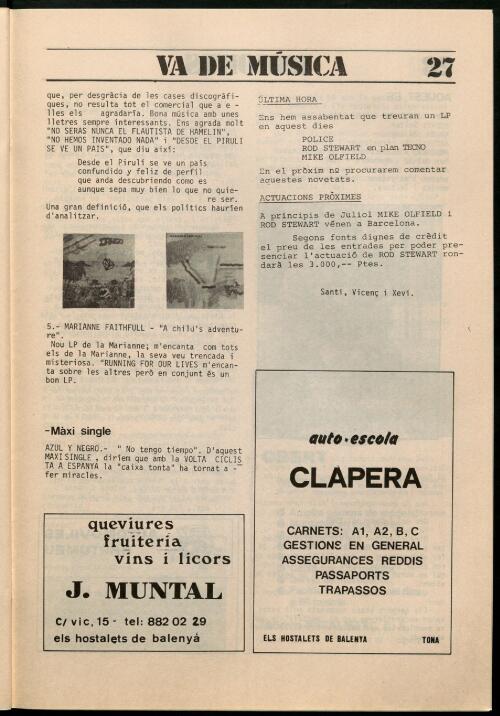 VA DE MÚSICA 27
que, per desgràcia de les cases discogràfi-
ques, no resulta tot el comercial que a e -
lles els agradaria. Bona música amb unes
lletres sempre interessants. Ens agrada molt
"NO SERAS NUNCA EL FLAUTISTA DE HAMELIN",
"NO HEMOS INVENTADO NADA" i "DESDE EL PIRULI
SE VE UN PAIS", que diu així:
Desde el Pirulí se ve un país
confundido y feliz de perfil
que anda descubriendo como es
aunque sepa muy bien lo que no quie-
re ser.
Una gran definició, que els polítics haurien
d'analitzar.
5.- MARIANNE FAITHFULL - "A child's adventu-
re".
Nou LP de la Marianne; m'encanta com tots
els de la Marianne, la seva veu trencada i
misteriosa. "RUNNING FOR OUR LIVES m'encan-
ta sobre les altres però en conjunt és un
bon LP.
-Màxi single
AZUL Y NEGRO.- " No tengo tiempo". D'aquest
MAXI SINGLE , diríem que amb la VOLTA CICLIS
TA A ESPANYA la "caixa tonta" ha tornat a -
fer miracles.
queviures
fruiteria
vins i licors
J. MUNTAL
C/ vic, 15 - tel: 882 02 29
els hostalets de balenyá
ÚLTIMA HORA
Ens hem assabentat que treuran un LP
en aquest dies
POLICE
ROD STEWART en plan TECNO
MIKE OLFIELD
En el pròxim nº procurarem comentar
aquestes novetats.
ACTUACIONS PRÒXIMES
A principis de Juliol MIKE OLFIELD i
ROD STEWART vénen a Barcelona.
Segons fonts dignes de crèdit
el preu de les entrades per poder pre-
senciar l'actuació de ROD STEWART ron-
darà les 3.000,-- Ptes.
Santi, Vicenç i Xevi.
auto-escola
CLAPERA
CARNETS: A1, A2, B, C
GESTIONS EN GENERAL
ASSEGURANCES REDDIS
PASSAPORTS
TRAPASSOS
ELS HOSTALETS DE BALENYA TONA